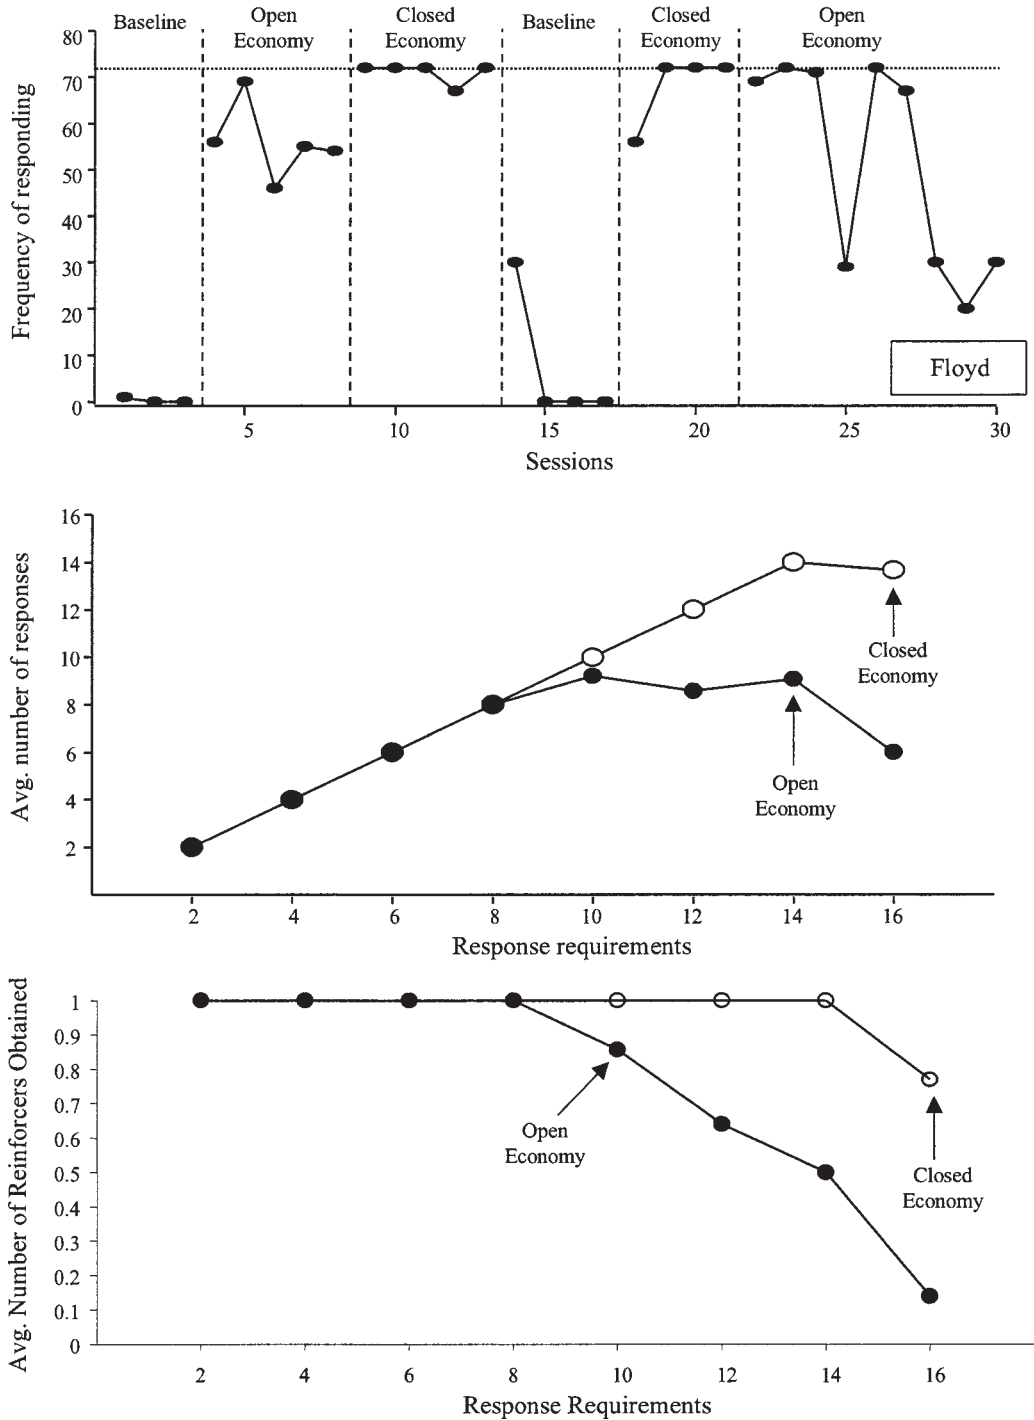 Baseline
Open
Economy
Closed
Economy
Baseline
Closed
Economy
Open
Economy
Frequency of responding
80
70
60
50
40
30
20
10
0
5
10
15
20
25
30
Sessions
Floyd
Avg. number of responses
16
14
12
10
8
6
4
2
Closed
Economy
Open
Economy
2
4
6
8
10
12
14
16
Response requirements
Avg. Number of Reinforcers Obtained
1
0.9
0.8
0.7
0.6
0.5
0.4
0.3
0.2
0.1
0
Open
Economy
Closed
Economy
2
4
6
8
10
12
14
16
Response Requirements